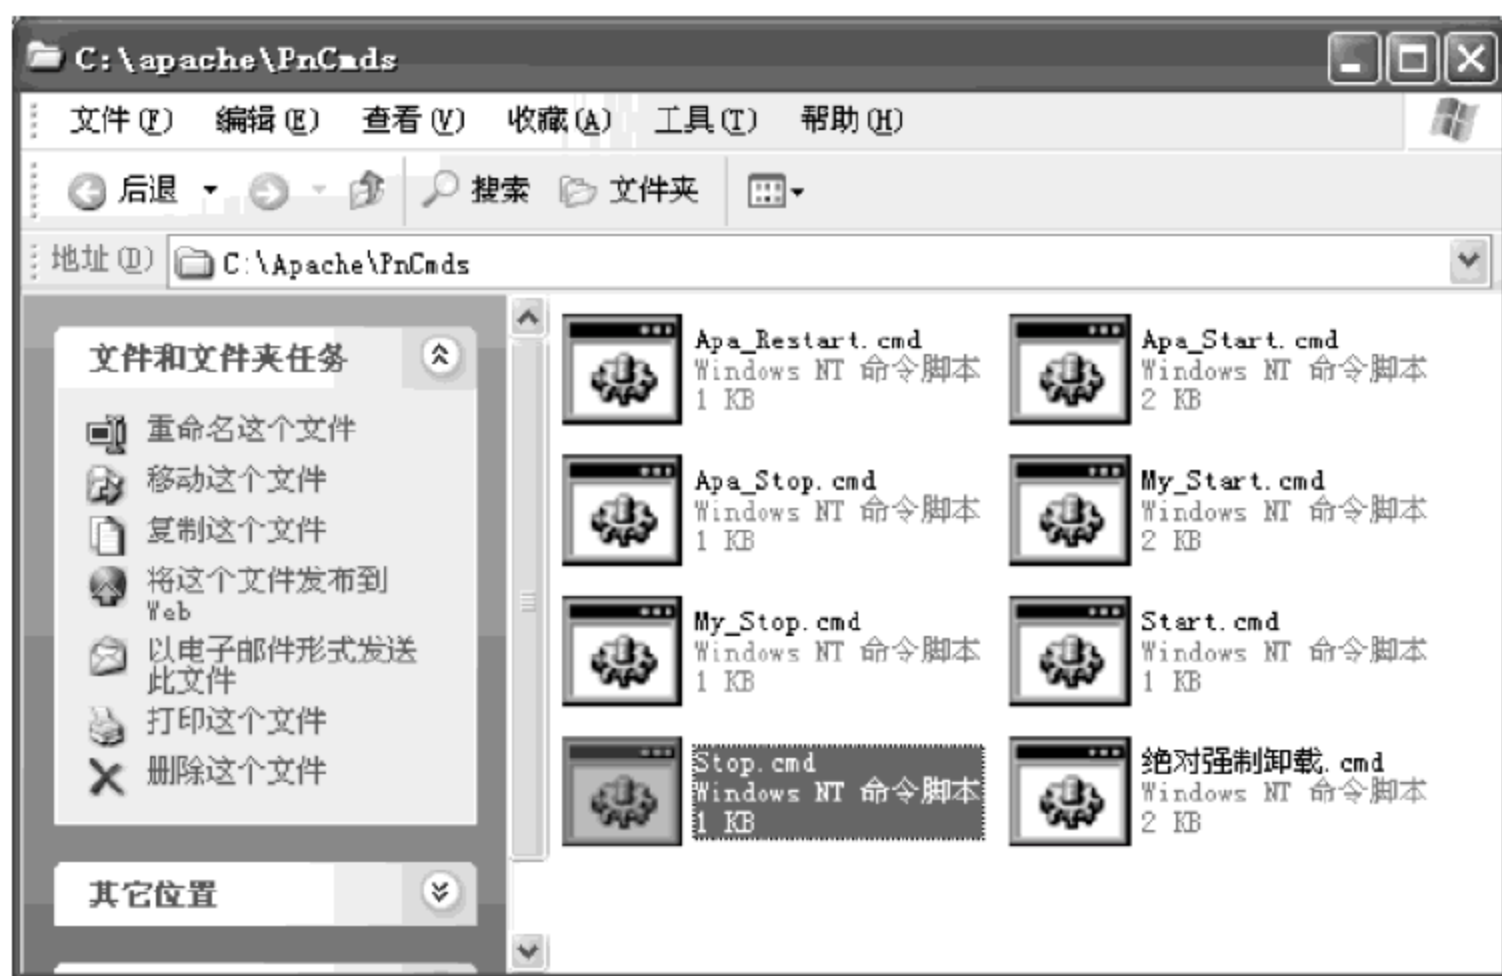 C:\apache\PnCmds
文件(F) 编辑(E) 查看(V) 收藏(A) 工具(T) 帮助(H)
后退 搜索 文件夹
地址(D) C:\Apache\PnCmds
文件和文件夹任务
重命名这个文件
移动这个文件
复制这个文件
将这个文件发布到
Web
以电子邮件形式发送
此文件
打印这个文件
删除这个文件
其它位置
Apa_Restart.cmd
Windows NT 命令脚本
1 KB
Apa_Start.cmd
Windows NT 命令脚本
2 KB
Apa_Stop.cmd
Windows NT 命令脚本
1 KB
My_Start.cmd
Windows NT 命令脚本
2 KB
My_Stop.cmd
Windows NT 命令脚本
1 KB
Start.cmd
Windows NT 命令脚本
1 KB
Stop.cmd
Windows NT 命令脚本
1 KB
绝对强制卸载.cmd
Windows NT 命令脚本
2 KB